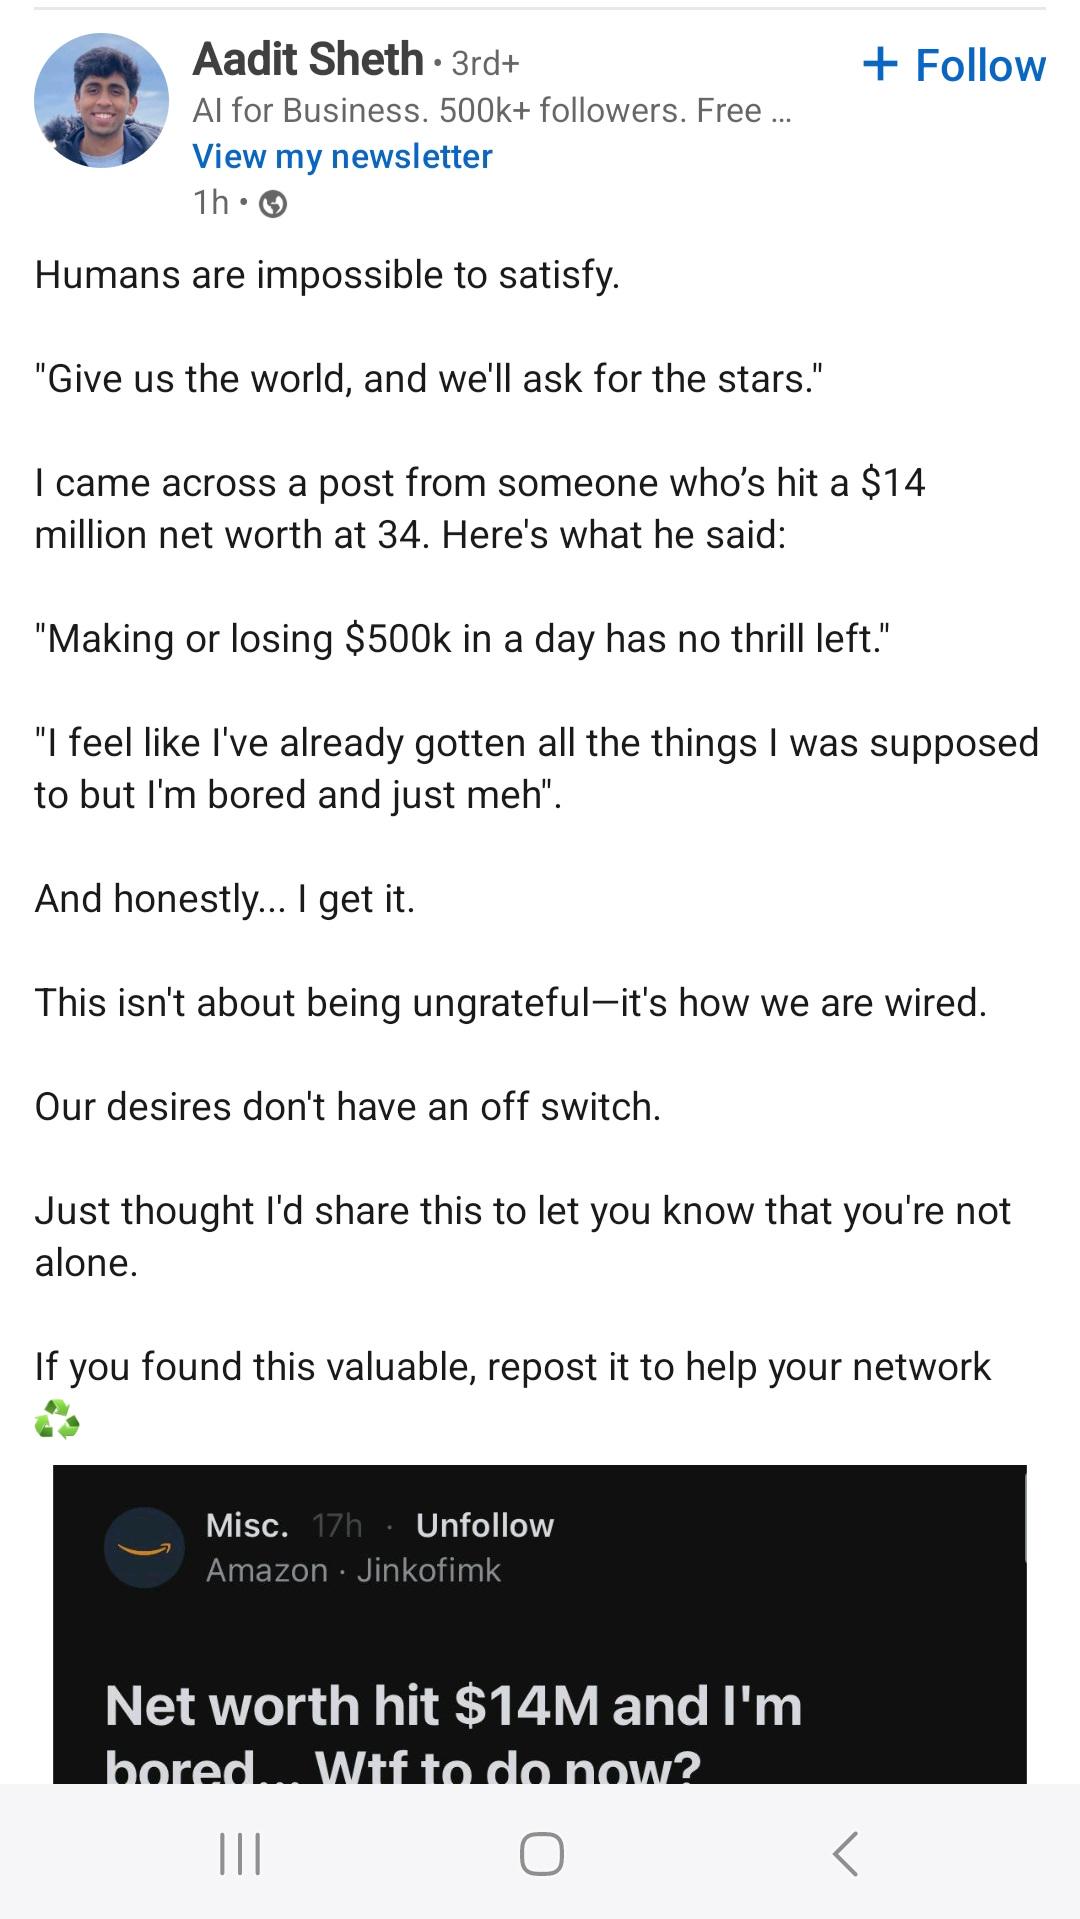 Aadit Sheth • 3rd+
+ Follow
AI for Business. 500k+ followers. Free ...
View my newsletter
1h •
Humans are impossible to satisfy.
"Give us the world, and we'll ask for the stars."
I came across a post from someone who’s hit a $14
million net worth at 34. Here's what he said:
"Making or losing $500k in a day has no thrill left."
"I feel like I've already gotten all the things I was supposed
to but I'm bored and just meh".
And honestly... I get it.
This isn't about being ungrateful—it's how we are wired.
Our desires don't have an off switch.
Just thought I'd share this to let you know that you're not
alone.
If you found this valuable, repost it to help your network
♻️
Misc. 17h · Unfollow
Amazon · Jinkofimk
Net worth hit $14M and I'm
bored... Wtf to do now?